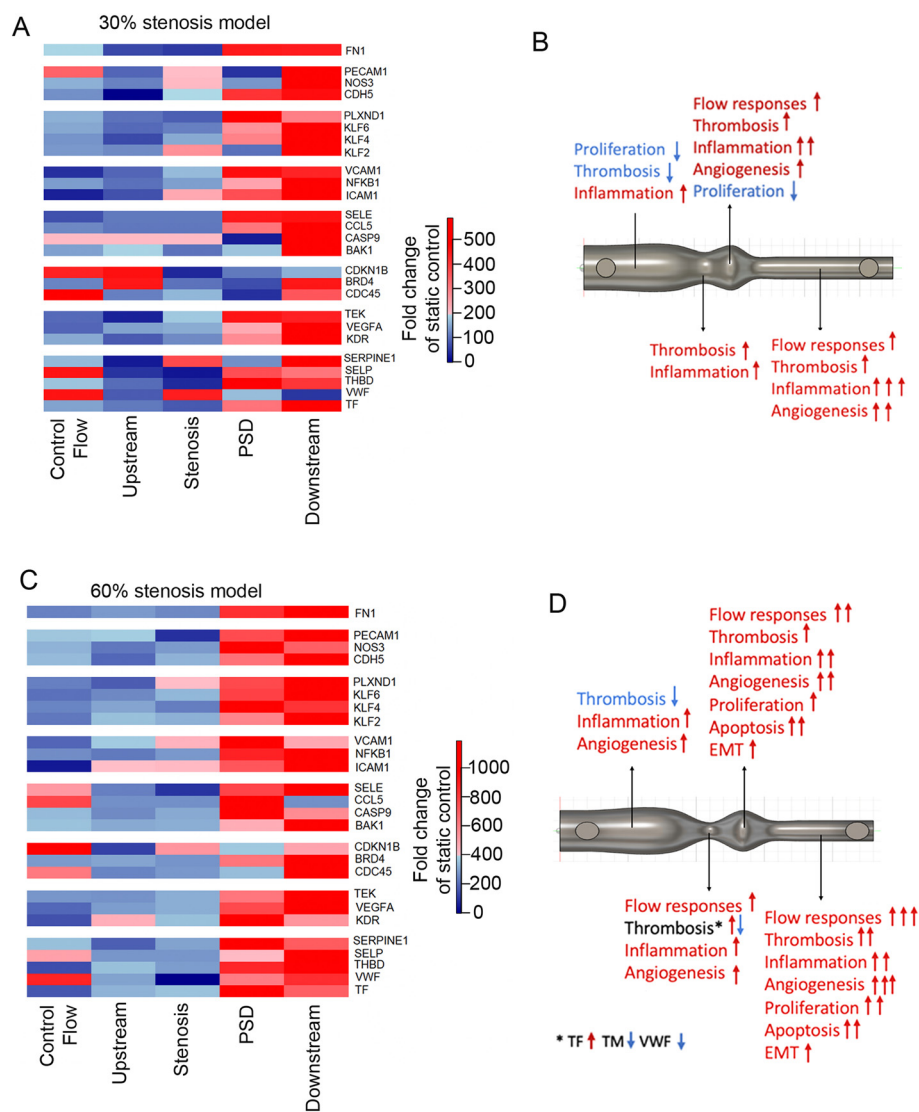 A
30% stenosis model
FN1
PECAM1
NOS3
CDH5
PLXND1
KLF6
KLF4
KLF2
VCAM1
NFKB1
ICAM1
SELE
CCL5
CASP9
BAK1
CDKN1B
BRD4
CDC45
TEK
VEGFA
KDR
SERPINE1
SELP
THBD
VWF
TF
Control
Flow
Upstream
Stenosis
PSD
Downstream
Fold change
of static control
500
400
300
200
100
0
B
Proliferation ↓
Thrombosis ↓
Inflammation ↑
Flow responses ↑
Thrombosis ↑
Inflammation ↑↑
Angiogenesis ↑
Proliferation ↓
Thrombosis ↑
Inflammation ↑
Flow responses ↑
Thrombosis ↑
Inflammation ↑↑↑
Angiogenesis ↑↑
C
60% stenosis model
FN1
PECAM1
NOS3
CDH5
PLXND1
KLF6
KLF4
KLF2
VCAM1
NFKB1
ICAM1
SELE
CCL5
CASP9
BAK1
CDKN1B
BRD4
CDC45
TEK
VEGFA
KDR
SERPINE1
SELP
THBD
VWF
TF
Control
Flow
Upstream
Stenosis
PSD
Downstream
Fold change
of static control
1000
800
600
400
200
0
D
Thrombosis ↓
Inflammation ↑
Angiogenesis ↑
Flow responses ↑↑
Thrombosis ↑
Inflammation ↑↑
Angiogenesis ↑↑
Proliferation ↑
Apoptosis ↑↑
EMT ↑
Flow responses ↑
Thrombosis* ↑↓
Inflammation ↑
Angiogenesis ↑
Flow responses ↑↑↑
Thrombosis ↑↑
Inflammation ↑↑
Angiogenesis ↑↑↑
Proliferation ↑↑
Apoptosis ↑↑
EMT ↑
* TF ↑ TM ↓ VWF ↓